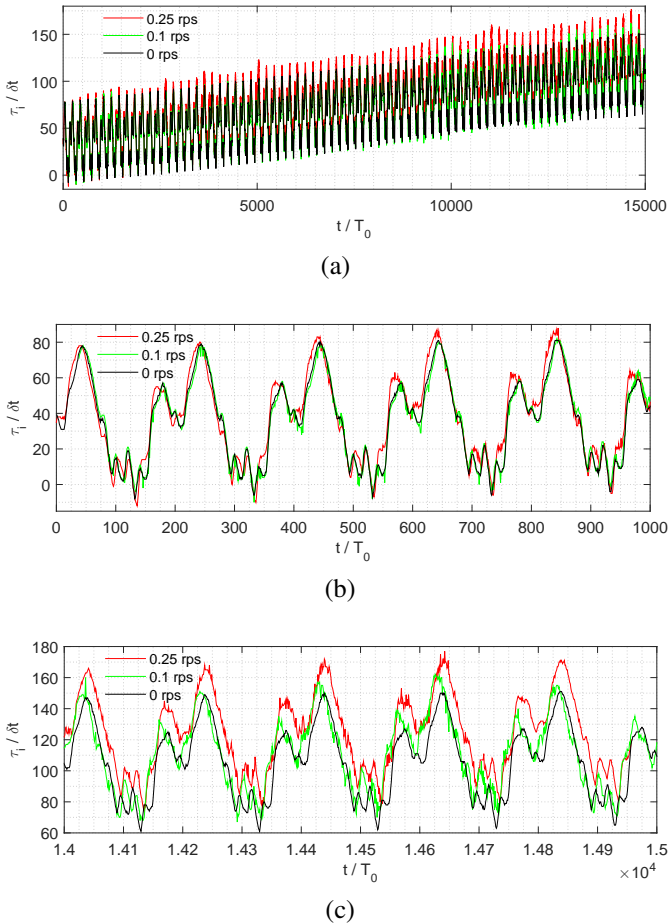 150
100
50
0
τi / δt
0.25 rps
0.1 rps
0 rps
0 5000 10000 15000
t / T0
(a)
80
60
40
20
0
τi / δt
0.25 rps
0.1 rps
0 rps
0 100 200 300 400 500 600 700 800 900 1000
t / T0
(b)
180
160
140
120
100
80
60
τi / δt
0.25 rps
0.1 rps
0 rps
1.4 1.41 1.42 1.43 1.44 1.45 1.46 1.47 1.48 1.49 1.5
t / T0
×10^4
(c)